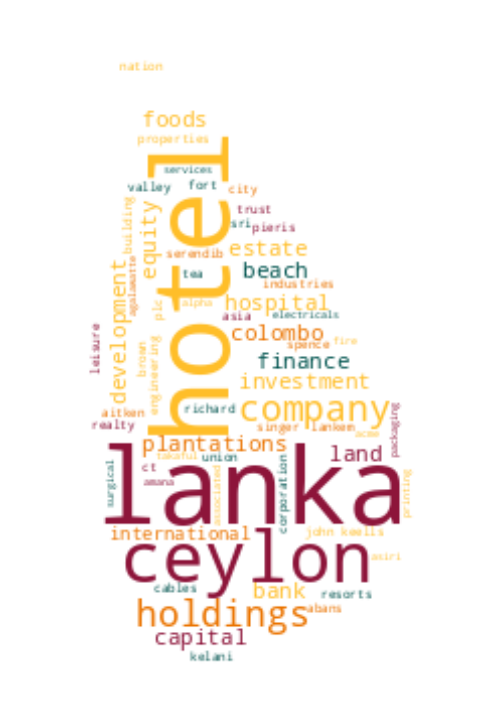 nation
foods
properties
hotel
services
valley
fort
city
building
equity
trust
sri
pieris
serendib
estate
agalawatte
tea
beach
industries
development
plc
alpha
hospital
asia
electricals
leisure
brown
engineering
colombo
spence
fire
finance
investment
aitken
richard
company
realty
singer
lankem
acme
packaging
plantations
takaful
union
land
lanka
surgical
ct
amana
associated
corporation
printing
international
john keells
ceylon
asiri
cables
bank
resorts
holdings
abans
capital
kelani